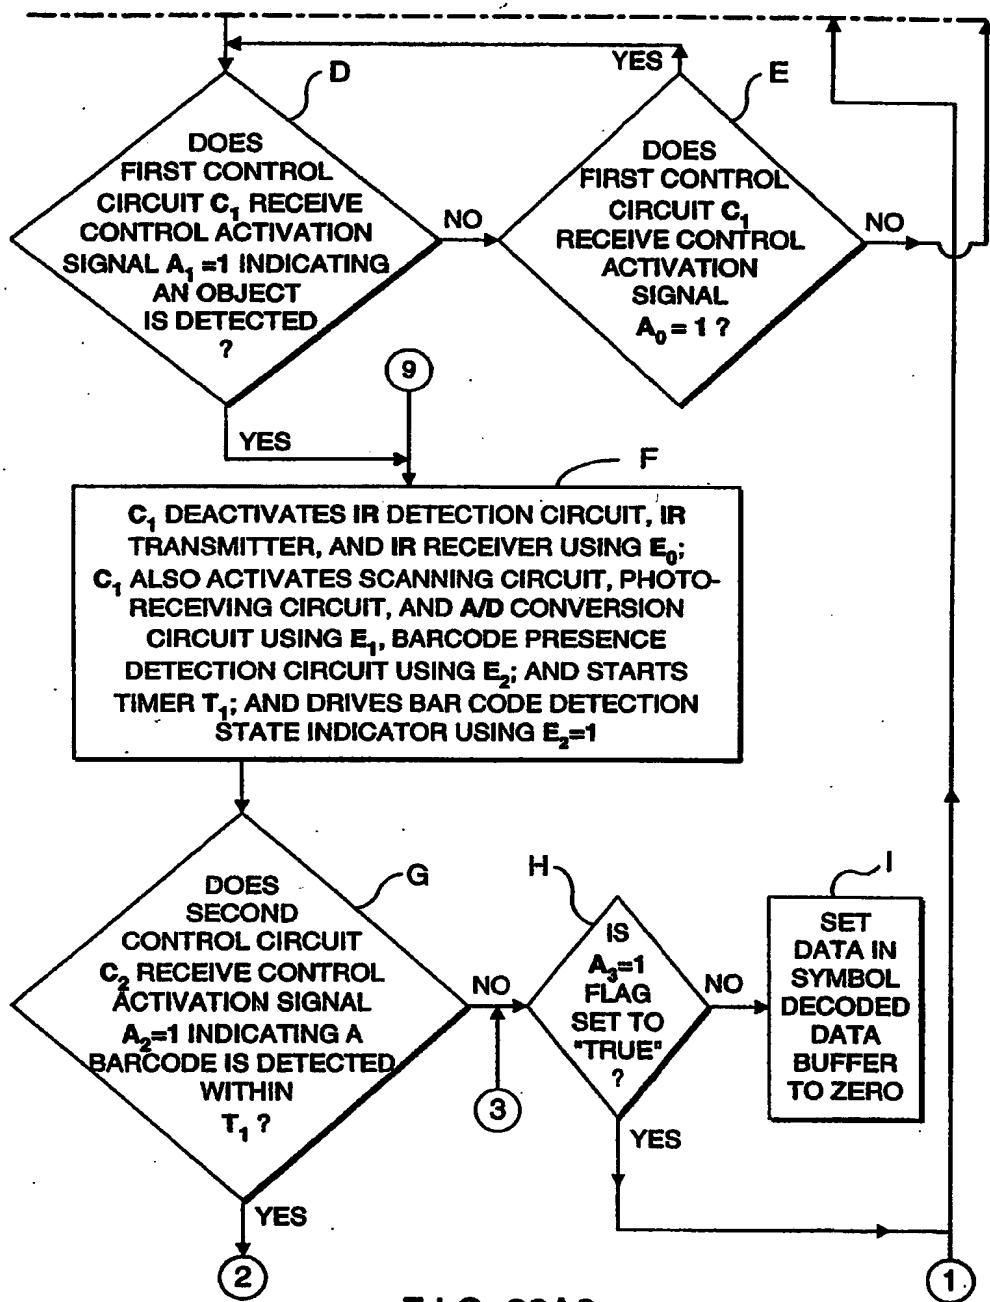 YES
D
E
DOES
FIRST CONTROL
CIRCUIT C₁ RECEIVE
CONTROL ACTIVATION
SIGNAL A₁ =1 INDICATING
AN OBJECT
IS DETECTED
?
NO
DOES
FIRST CONTROL
CIRCUIT C₁
RECEIVE CONTROL
ACTIVATION
SIGNAL
A₀ = 1 ?
NO
9
YES
F
C₁ DEACTIVATES IR DETECTION CIRCUIT, IR
TRANSMITTER, AND IR RECEIVER USING E₀;
C₁ ALSO ACTIVATES SCANNING CIRCUIT, PHOTO-
RECEIVING CIRCUIT, AND A/D CONVERSION
CIRCUIT USING E₁, BARCODE PRESENCE
DETECTION CIRCUIT USING E₂; AND STARTS
TIMER T₁; AND DRIVES BAR CODE DETECTION
STATE INDICATOR USING E₂=1
G
DOES
SECOND
CONTROL CIRCUIT
C₂ RECEIVE CONTROL
ACTIVATION SIGNAL
A₂=1 INDICATING A
BARCODE IS DETECTED
WITHIN
T₁ ?
NO
3
H
IS
A₃=1
FLAG
SET TO
"TRUE"
?
NO
I
SET
DATA IN
SYMBOL
DECODED
DATA
BUFFER
TO ZERO
YES
YES
2
1